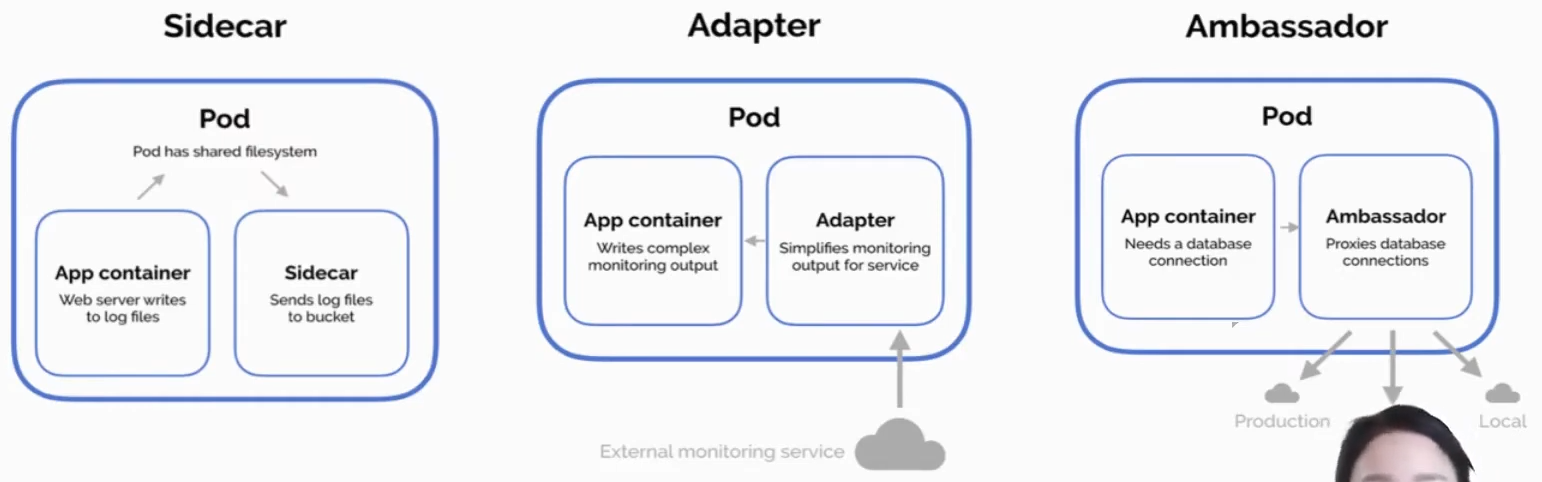 Sidecar
Pod
Pod has shared filesystem
App container
Web server writes
to log files
Sidecar
Sends log files
to bucket
Adapter
Pod
App container
Writes complex
monitoring output
Adapter
Simplifies monitoring
output for service
External monitoring service
Ambassador
Pod
App container
Needs a database
connection
Ambassador
Proxies database
connections
Production
Local